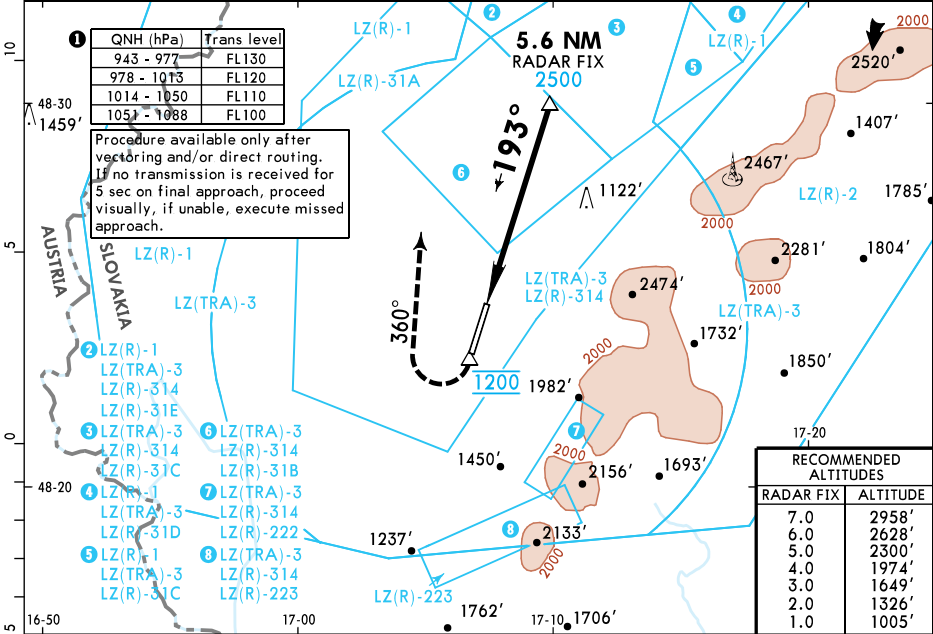 1
QNH (hPa) Trans level
943 - 977 FL130
978 - 1013 FL120
1014 - 1050 FL110
1051 - 1088 FL100
Procedure available only after
vectoring and/or direct routing.
If no transmission is received for
5 sec on final approach, proceed
visually, if unable, execute missed
approach.
10
48-30
1459'
5
AUSTRIA
SLOVAKIA
LZ(R)-1
LZ(R)-1
LZ(R)-31A
LZ(TRA)-3
2
3
4
LZ(R)-1
5
6
5.6 NM
RADAR FIX
2500
193°
360°
1200
1122'
LZ(TRA)-3
LZ(R)-314
2000
2520'
1407'
2467'
2000
LZ(R)-2
1785'
2281'
2000
1804'
LZ(TRA)-3
2474'
2000
1732'
1850'
1982'
7
2000
2156'
1693'
1450'
8
2133'
2000
1237'
LZ(R)-223
1762'
1706'
2 LZ(R)-1
LZ(TRA)-3
LZ(R)-314
LZ(R)-31E
3 LZ(TRA)-3
LZ(R)-314
LZ(R)-31C
4 LZ(R)-1
LZ(TRA)-3
LZ(R)-31D
5 LZ(R)-1
LZ(TRA)-3
LZ(R)-31C
6 LZ(TRA)-3
LZ(R)-314
LZ(R)-31B
7 LZ(TRA)-3
LZ(R)-314
LZ(R)-222
8 LZ(TRA)-3
LZ(R)-314
LZ(R)-223
0
48-20
5
16-50
17-00
17-10
17-20
RECOMMENDED
ALTITUDES
RADAR FIX ALTITUDE
7.0 2958'
6.0 2628'
5.0 2300'
4.0 1974'
3.0 1649'
2.0 1326'
1.0 1005'